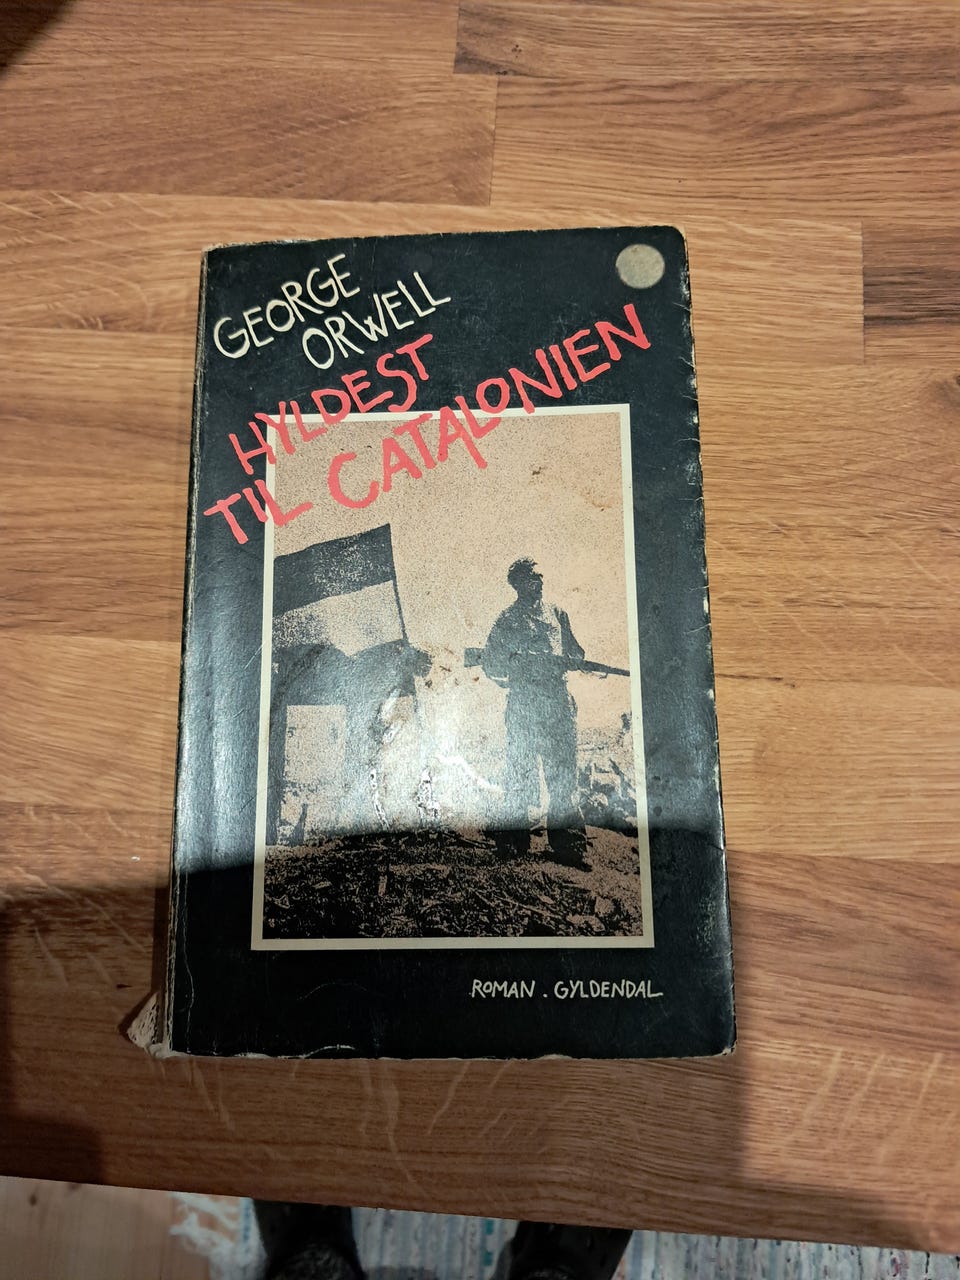 GEORGE
ORWELL
HYLDEST
TIL CATALONIEN
ROMAN . GYLDENDAL